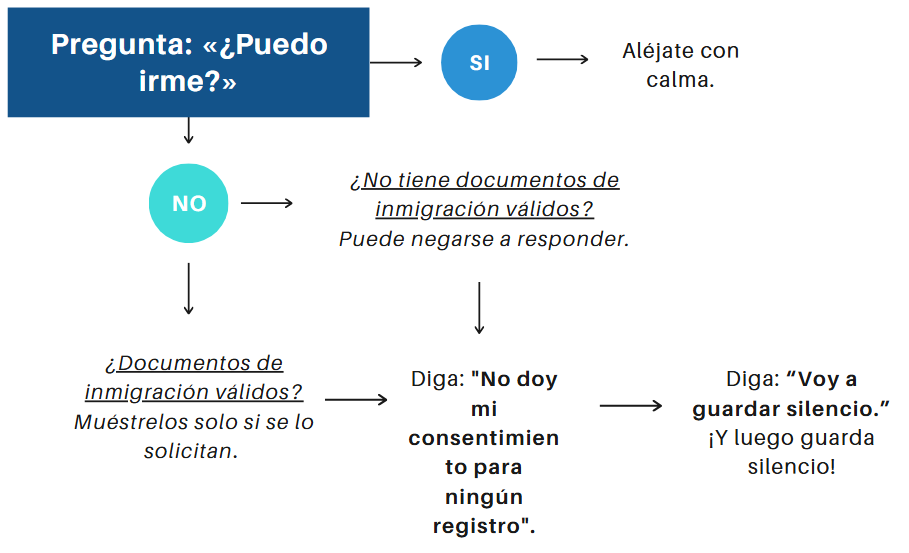 Pregunta: «¿Puedo
irme?»
SI
Aléjate con
calma.
NO
¿No tiene documentos de
inmigración válidos?
Puede negarse a responder.
¿Documentos de
inmigración válidos?
Muéstrelos solo si se lo
solicitan.
Diga: "No doy
mi
consentimien
to para
ningún
registro".
Diga: “Voy a
guardar silencio.”
¡Y luego guarda
silencio!